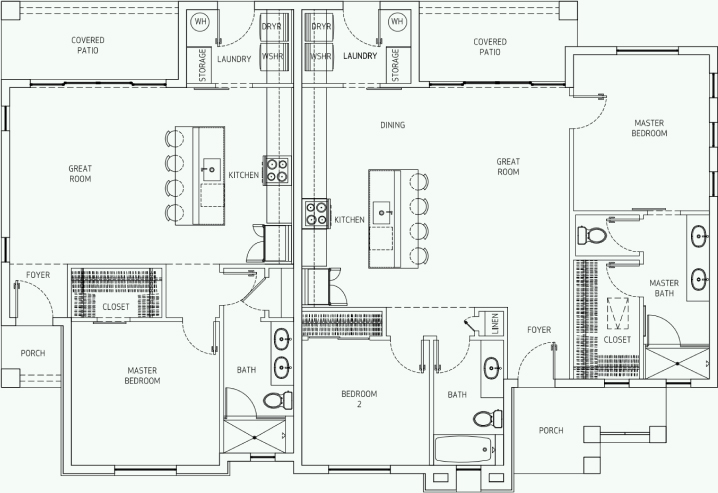 WH
DRYR
WSHR
STORAGE
LAUNDRY
COVERED
PATIO
DRYR
WSHR
WH
STORAGE
LAUNDRY
COVERED
PATIO
GREAT
ROOM
KITCHEN
DINING
GREAT
ROOM
KITCHEN
MASTER
BEDROOM
FOYER
CLOSET
PORCH
MASTER
BEDROOM
BATH
BEDROOM
2
LINEN
BATH
FOYER
PORCH
MASTER
BATH
CLOSET